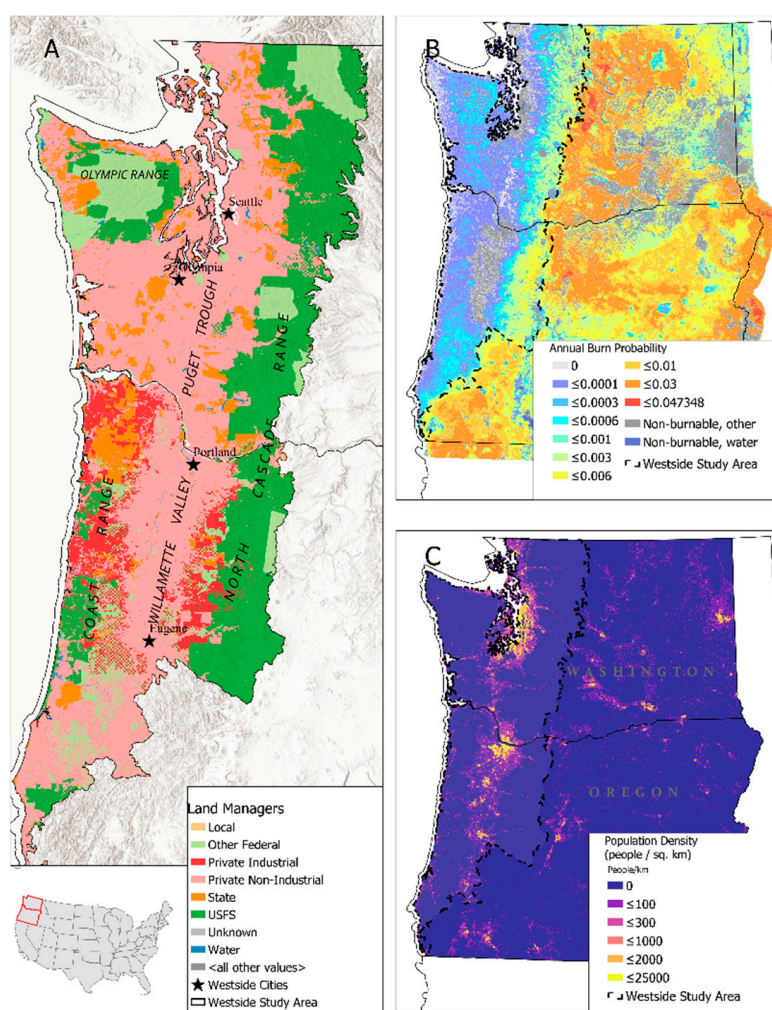 A
OLYMPIC RANGE
Seattle
Olympia
PUGET TROUGH
CASCADE RANGE
Portland
COAST RANGE
WILLAMETTE VALLEY
NORTH
Eugene
Land Managers
Local
Other Federal
Private Industrial
Private Non-Industrial
State
USFS
Unknown
Water
<all other values>
Westside Cities
Westside Study Area
B
Annual Burn Probability
0
≤0.0001
≤0.0003
≤0.0006
≤0.001
≤0.003
≤0.006
≤0.01
≤0.03
≤0.047348
Non-burnable, other
Non-burnable, water
Westside Study Area
C
WASHINGTON
OREGON
Population Density
(people / sq. km)
People/km
0
≤100
≤300
≤1000
≤2000
≤25000
Westside Study Area